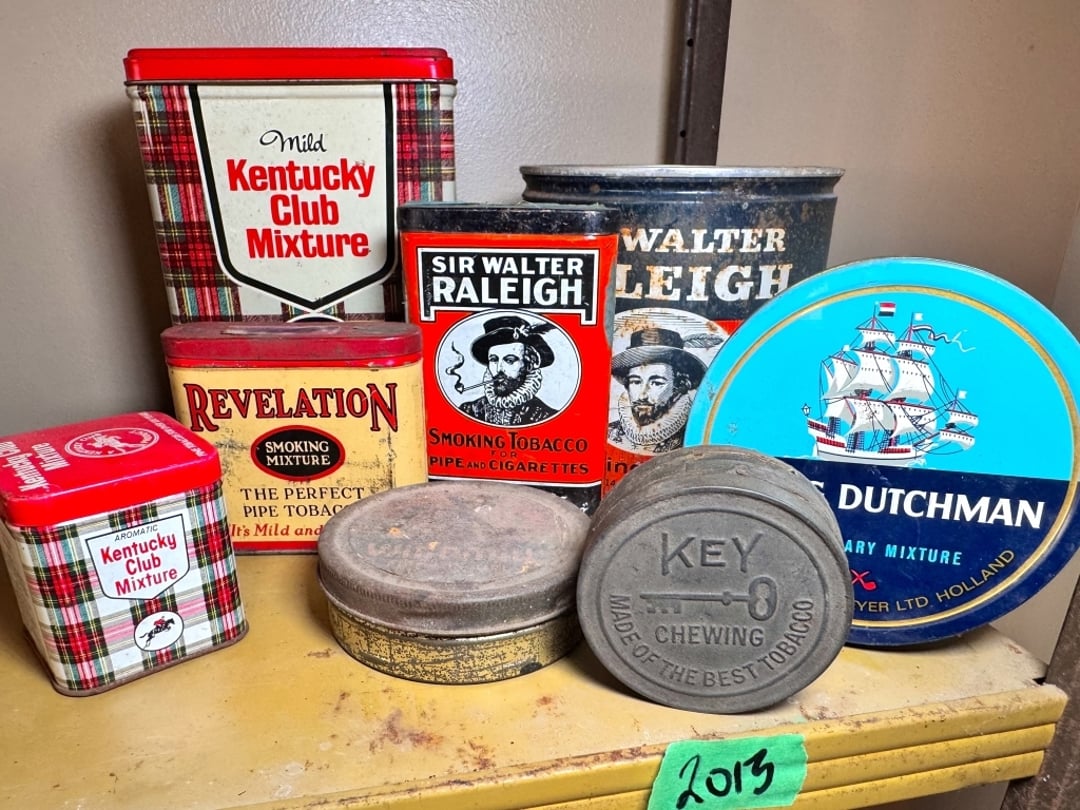 Mild
Kentucky
Club
Mixture
SIR WALTER
RALEIGH
SMOKING TOBACCO
FOR
PIPE AND CIGARETTES
WALTER
LEIGH
REVELATION
SMOKING
MIXTURE
THE PERFECT
PIPE TOBAC
It's Mild and
Kentucky Club
MIXTURE
AROMATIC
Kentucky
Club
Mixture
KEY
CHEWING
MADE OF THE BEST TOBACCO
S DUTCHMAN
ARY MIXTURE
YER LTD. HOLLAND
2013